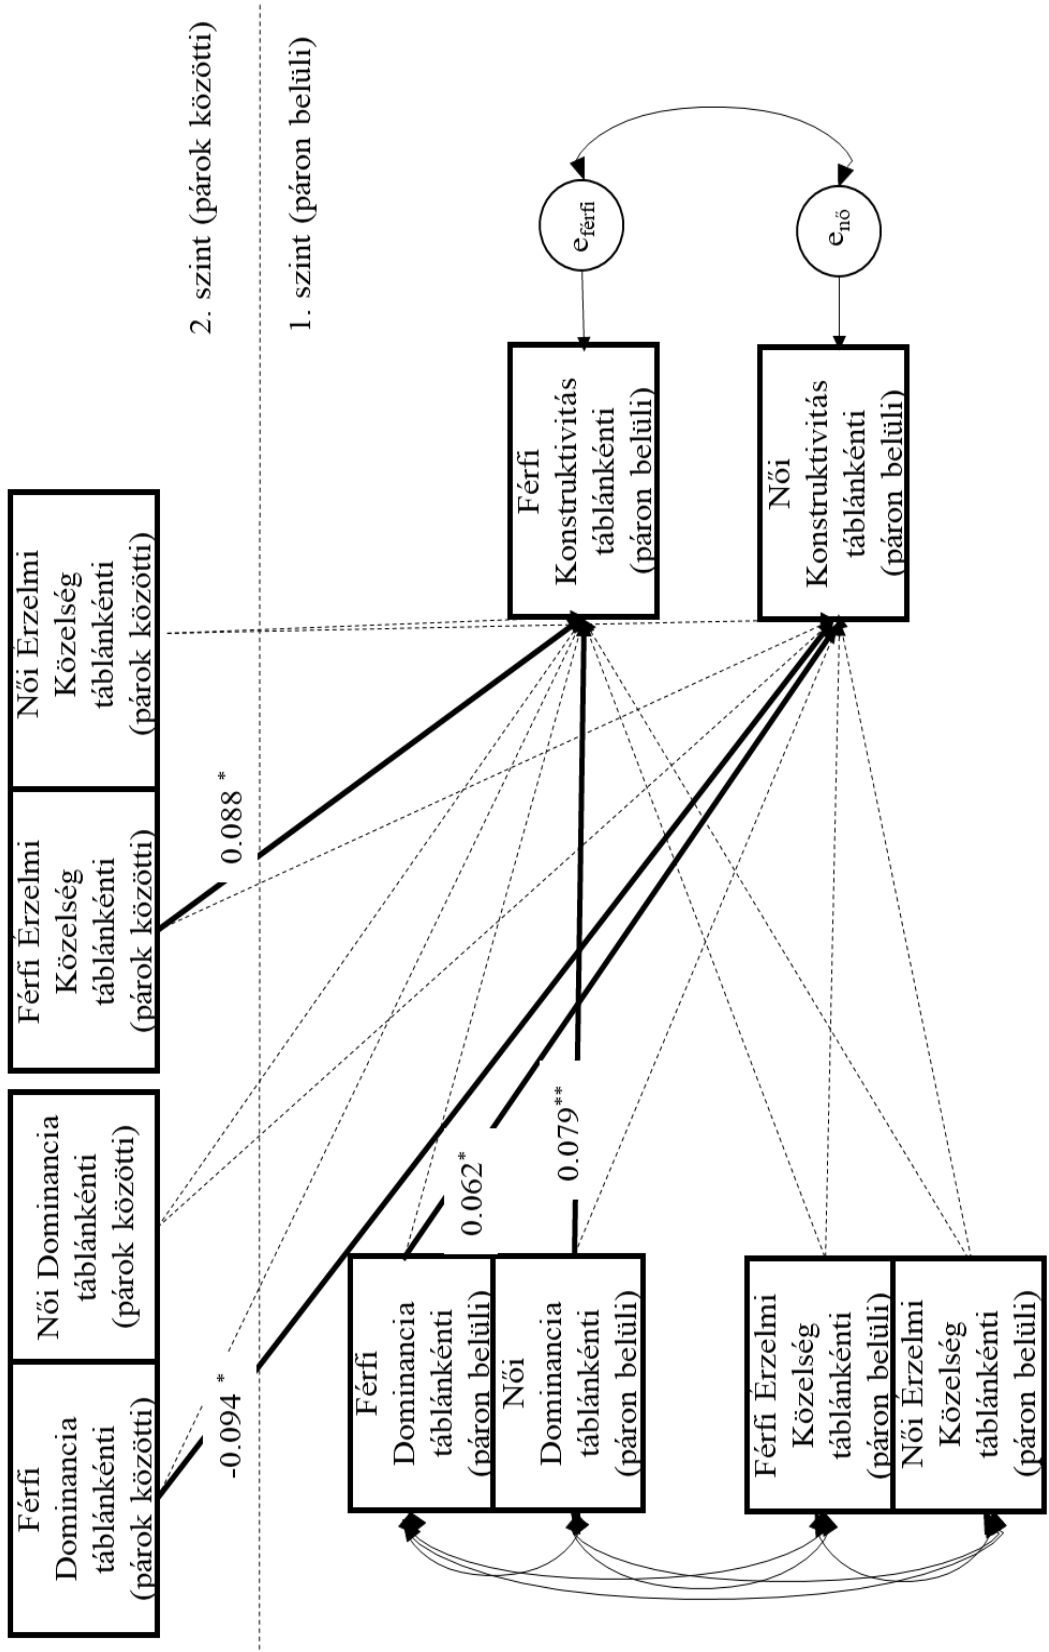 Férfi
Dominancia
táblánkénti
(párok közötti)
Női Dominancia
táblánkénti
(párok közötti)
Férfi Érzelmi
Közelség
táblánkénti
(párok közötti)
Női Érzelmi
Közelség
táblánkénti
(párok közötti)
-0.094 *
0.088 *
2. szint (párok közötti)
1. szint (páron belüli)
Férfi
Dominancia
táblánkénti
(páron belüli)
Női
Dominancia
táblánkénti
(páron belüli)
0.062*
0.079**
Férfi
Konstruktivitás
táblánkénti
(páron belüli)
eférfi
Férfi Érzelmi
Közelség
táblánkénti
(páron belüli)
Női Érzelmi
Közelség
táblánkénti
(páron belüli)
Női
Konstruktivitás
táblánkénti
(páron belüli)
enő